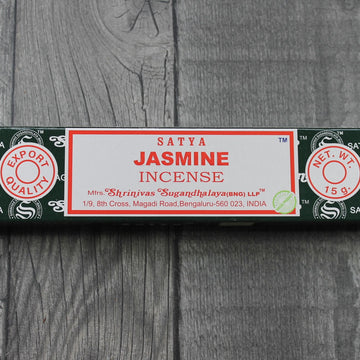 SATYA
JASMINE
INCENSE
Mfrs. Shrinivas Sugandhalaya (BNG) LLP™
1/9, 8th Cross, Magadi Road, Bengaluru-560 023, INDIA
™
EXPORT QUALITY
NET. WT. 15 g.